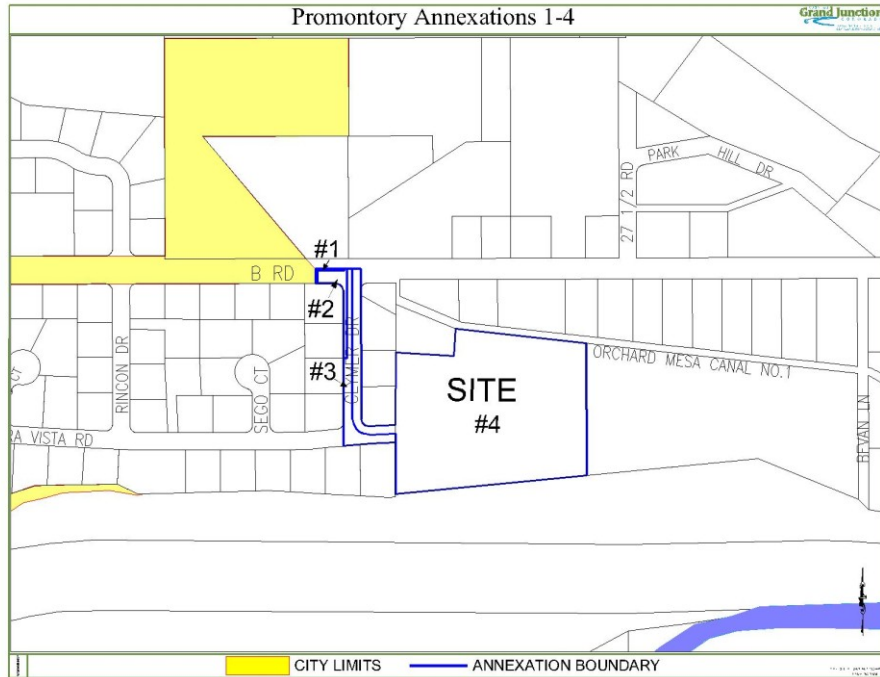 Promontory Annexations 1-4
Grand Junction
PARK HILL DR
27 1/2 RD
#1
B RD
#2
ORCHARD MESA CANAL NO.1
CLYMER DR
#3
RINCON DR
SEGO CT
CT
SITE
#4
BEVAN LN
RA VISTA RD
CITY LIMITS
ANNEXATION BOUNDARY